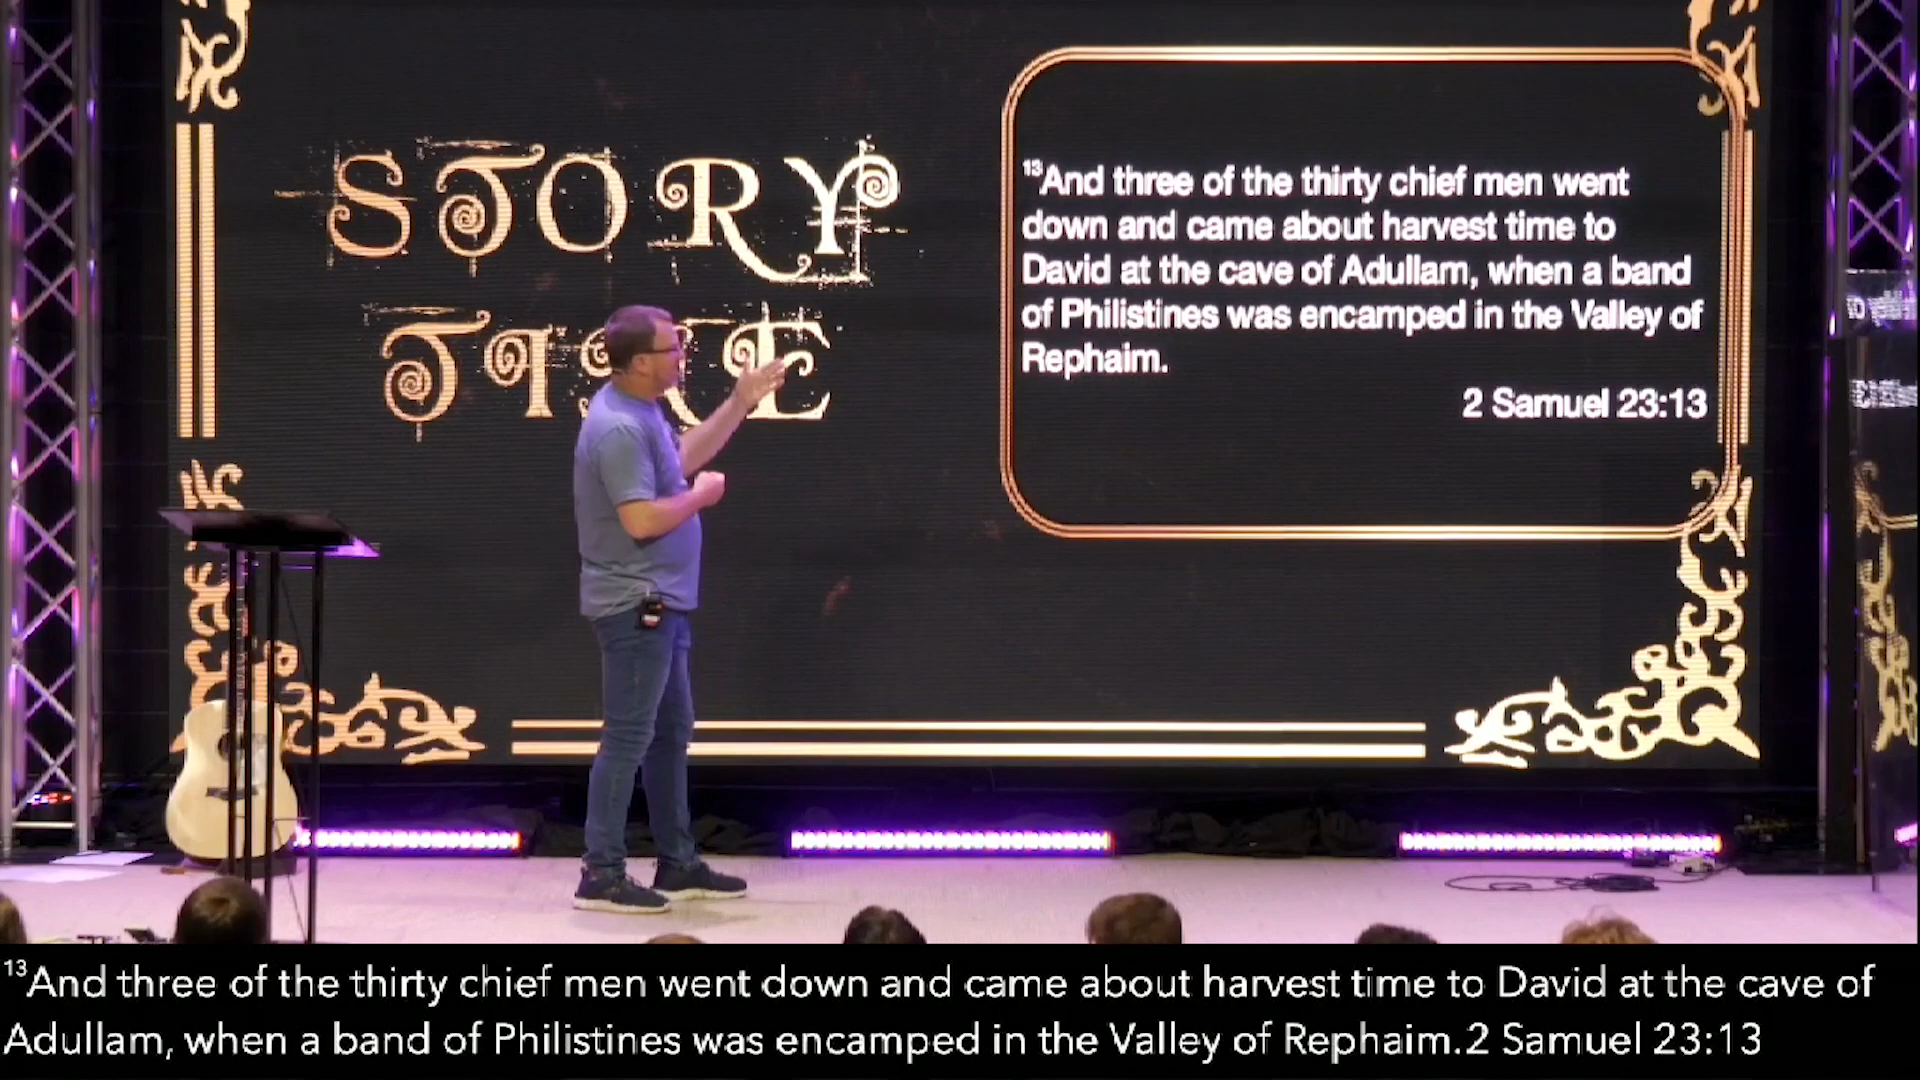 STORY
TIME
¹³And three of the thirty chief men went
down and came about harvest time to
David at the cave of Adullam, when a band
of Philistines was encamped in the Valley of
Rephaim.
2 Samuel 23:13
¹³And three of the thirty chief men went down and came about harvest time to David at the cave of
Adullam, when a band of Philistines was encamped in the Valley of Rephaim.2 Samuel 23:13